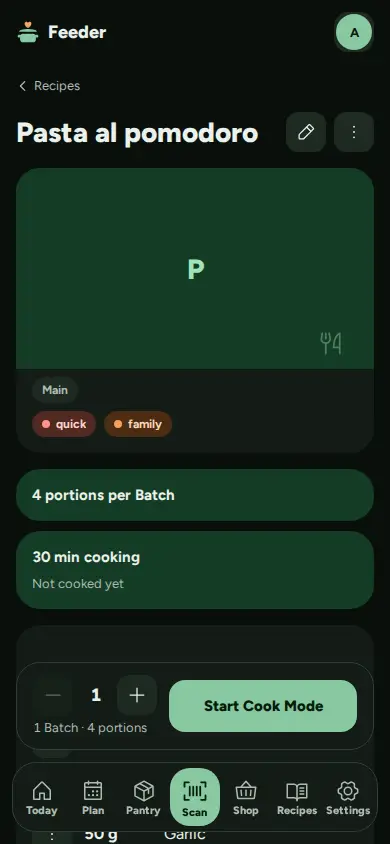 Feeder
A
Recipes
Pasta al pomodoro
P
Main
quick
family
4 portions per Batch
30 min cooking
Not cooked yet
1
Start Cook Mode
1 Batch · 4 portions
Today
Plan
Pantry
Scan
Shop
Recipes
Settings
50 g
Garlic